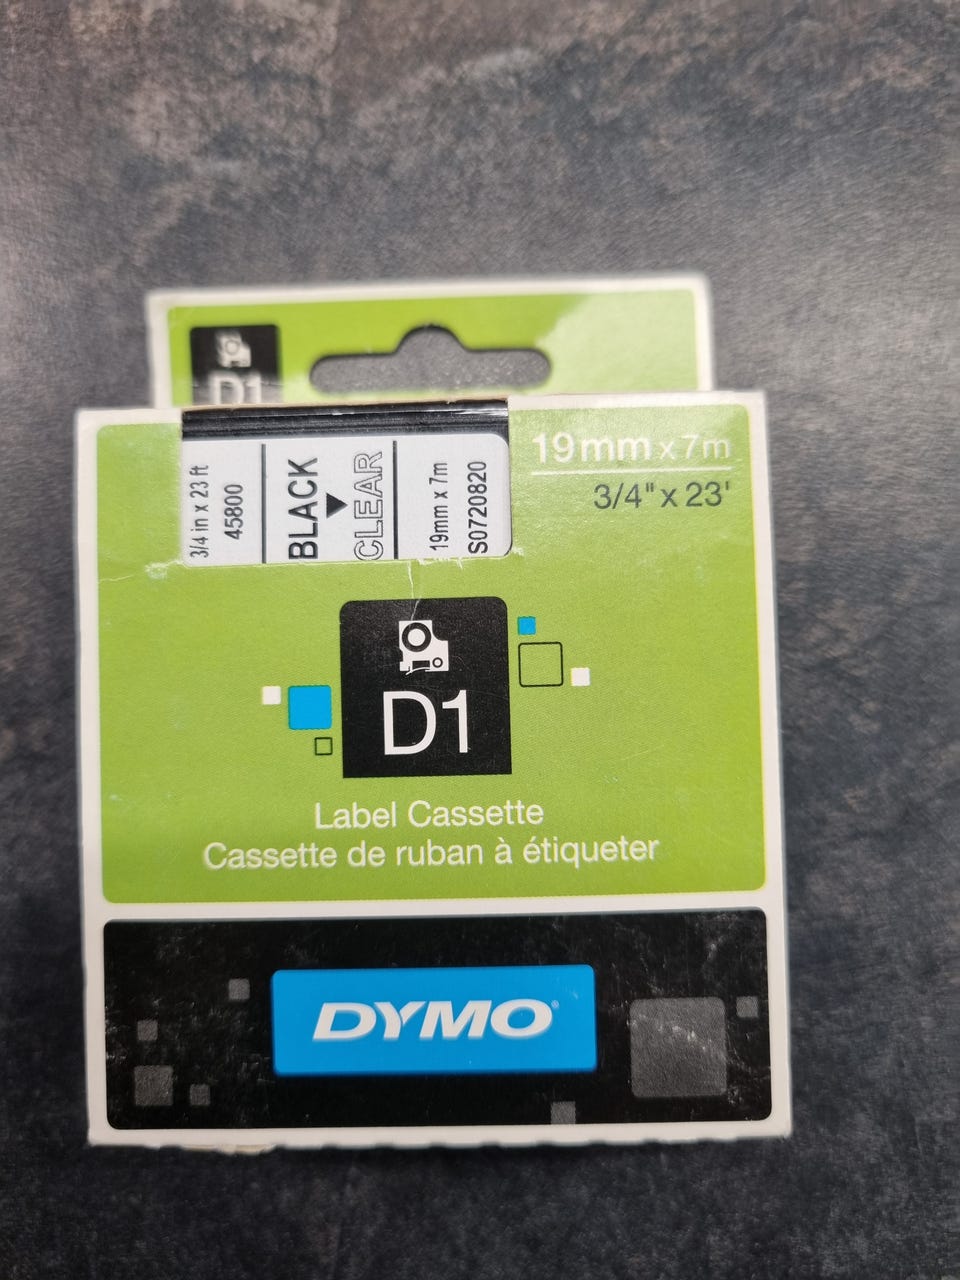 D1
19mm x 7m
3/4" x 23'
3/4 in x 23 ft
45800
BLACK
CLEAR
19mm x 7m
S0720820
D1
Label Cassette
Cassette de ruban à étiqueter
DYMO®